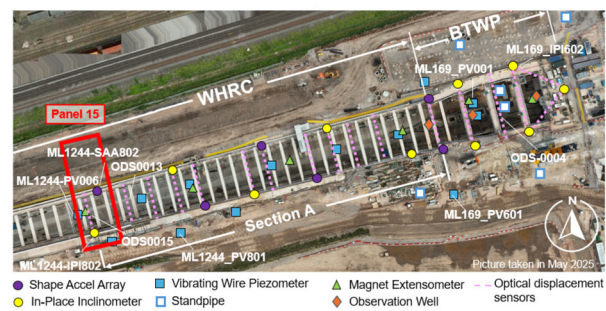 BTWP
ML169_IPI602
ML169_PV001
WHRC
Panel 15
ML1244-SAA802
ODS0013
ML1244-PV006
ODS-0004
Section A
ML169_PV601
ODS0015
ML1244_PV801
ML1244-IPI802
N
Picture taken in May 2025
Shape Accel Array
Vibrating Wire Piezometer
Magnet Extensometer
Optical displacement
sensors
In-Place Inclinometer
Standpipe
Observation Well